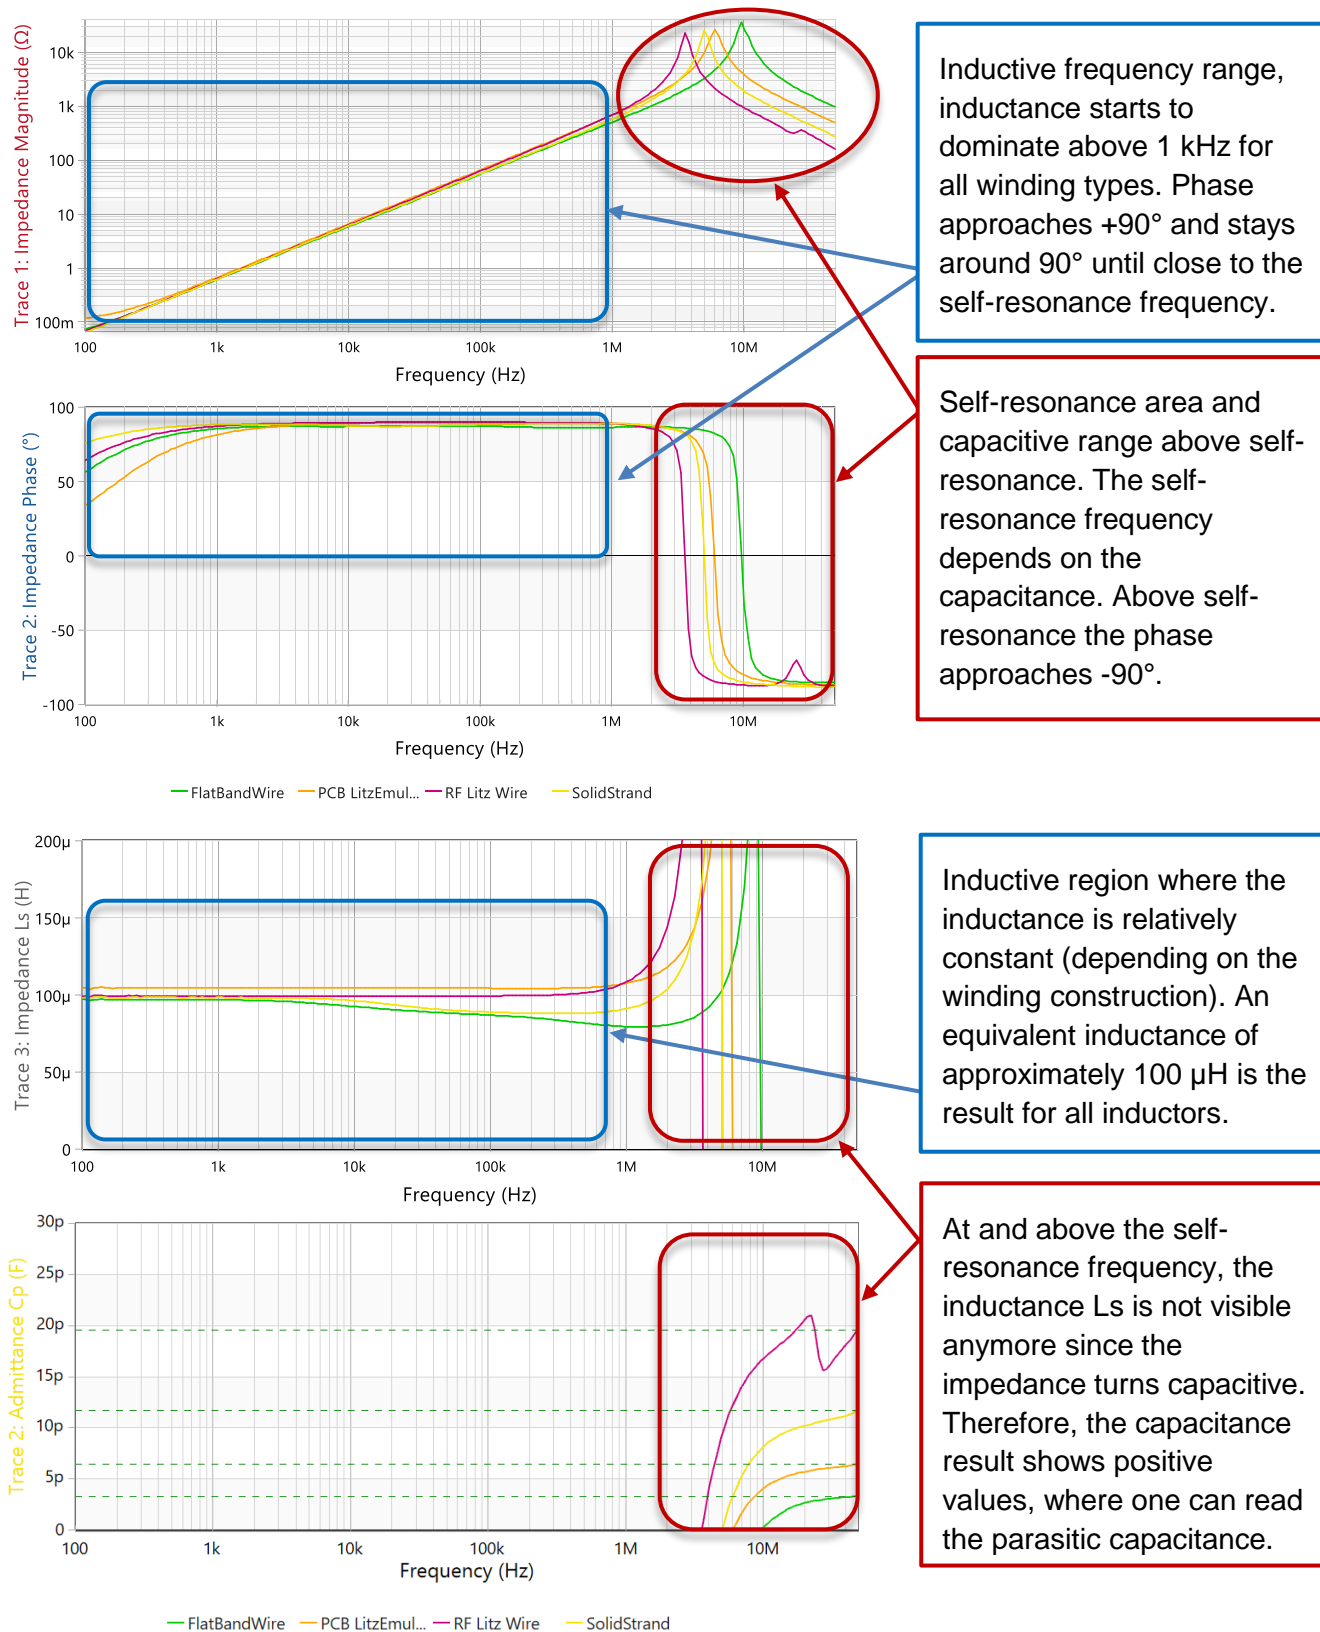 Trace 1: Impedance Magnitude (Ω)
10k
1k
100
10
1
100m
100
1k
10k
100k
1M
10M
Frequency (Hz)
Inductive frequency range,
inductance starts to
dominate above 1 kHz for
all winding types. Phase
approaches +90° and stays
around 90° until close to the
self-resonance frequency.
Trace 2: Impedance Phase (°)
100
50
0
-50
-100
100
1k
10k
100k
1M
10M
Frequency (Hz)
Self-resonance area and
capacitive range above self-
resonance. The self-
resonance frequency
depends on the
capacitance. Above self-
resonance the phase
approaches -90°.
FlatBandWire
PCB LitzEmul...
RF Litz Wire
SolidStrand
Trace 3: Impedance Ls (H)
200µ
150µ
100µ
50µ
0
100
1k
10k
100k
1M
10M
Frequency (Hz)
Inductive region where the
inductance is relatively
constant (depending on the
winding construction). An
equivalent inductance of
approximately 100 µH is the
result for all inductors.
Trace 2: Admittance Cp (F)
30p
25p
20p
15p
10p
5p
0
100
1k
10k
100k
1M
10M
Frequency (Hz)
At and above the self-
resonance frequency, the
inductance Ls is not visible
anymore since the
impedance turns capacitive.
Therefore, the capacitance
result shows positive
values, where one can read
the parasitic capacitance.
FlatBandWire
PCB LitzEmul...
RF Litz Wire
SolidStrand